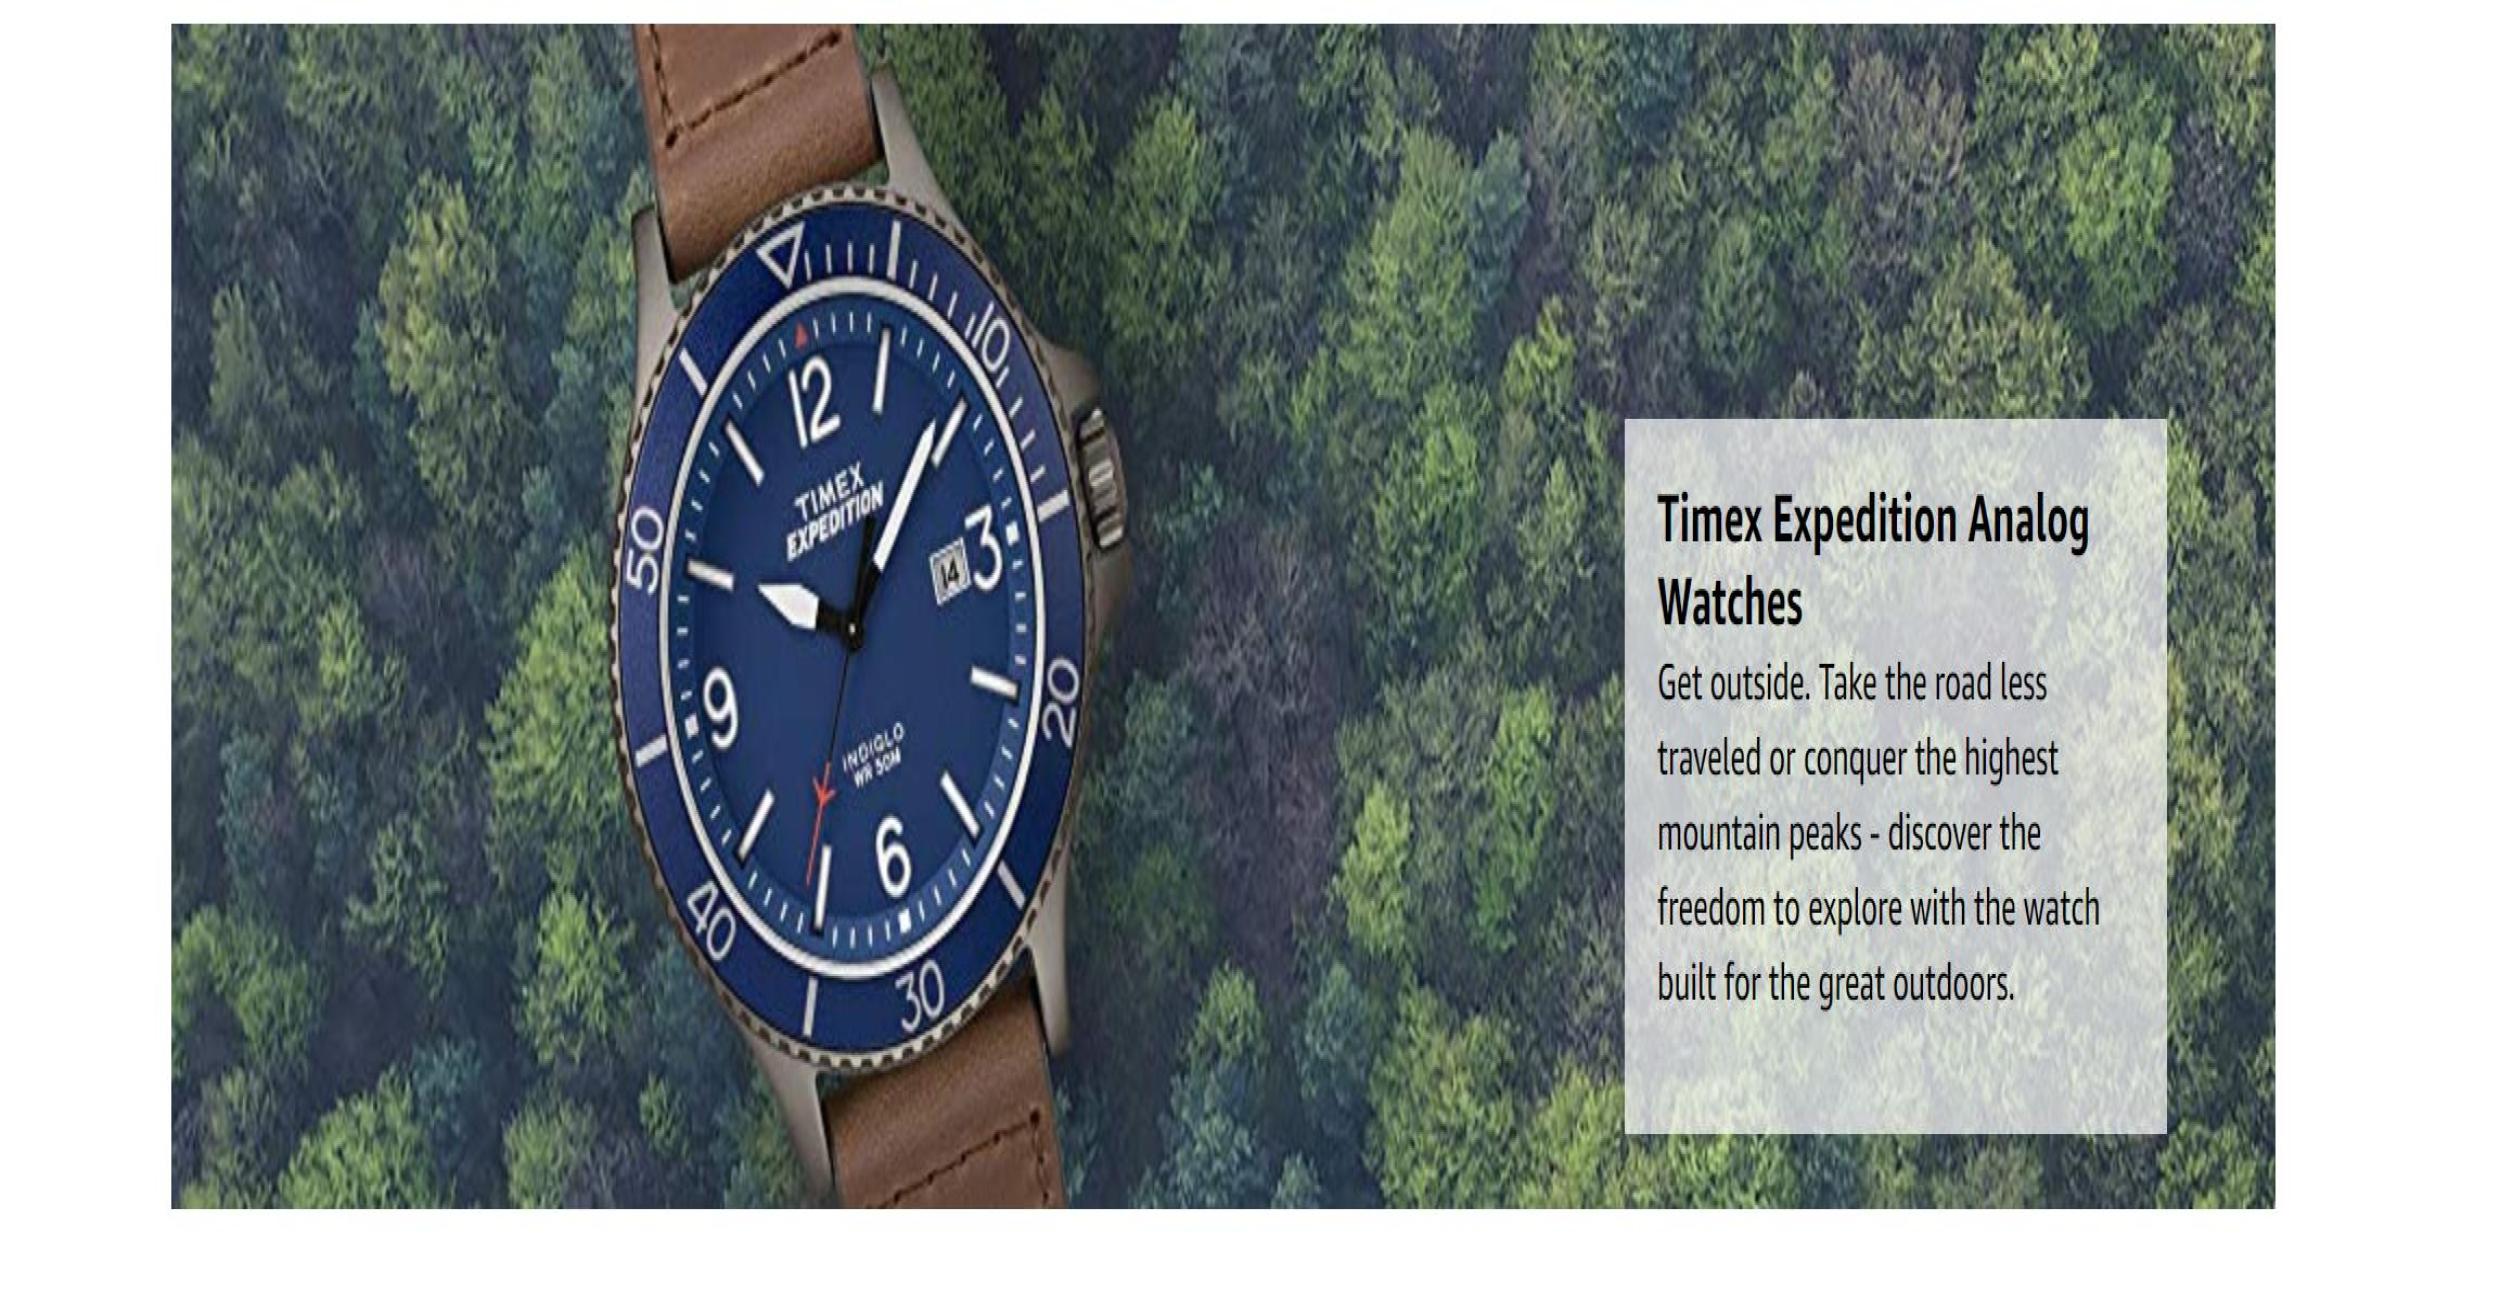 12
10
TIMEX
EXPEDITION
3
14
50
9
20
INDIGLO
WR 50M
6
40
30
Timex Expedition Analog
Watches
Get outside. Take the road less
traveled or conquer the highest
mountain peaks - discover the
freedom to explore with the watch
built for the great outdoors.